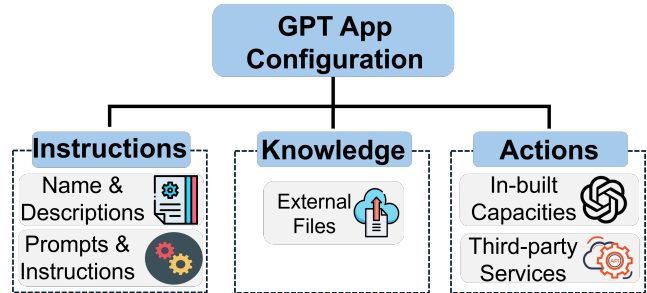 GPT App
Configuration
Instructions
Name &
Descriptions
Prompts &
Instructions
Knowledge
External
Files
Actions
In-built
Capacities
Third-party
Services